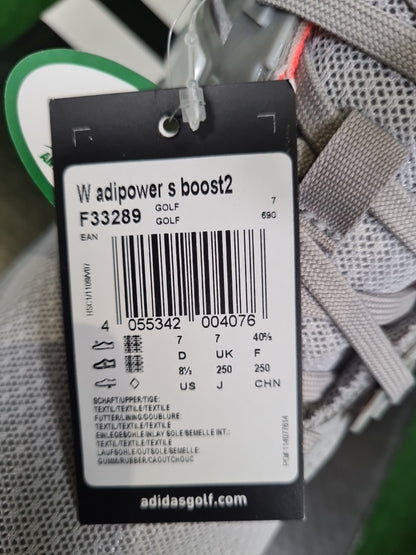 W adipower s boost2
F33289 GOLF 7
GOLF 690
EAN
4 055342 004076
7 7 40⅔
D UK F
8½ 250 250
US J CHN
SCHAFT/UPPER/TIGE:
TEXTIL/TEXTILE/TEXTILE
FUTTER/LINING/DOUBLURE:
TEXTIL/TEXTILE/TEXTILE
EINLEGESOHLE/INLAY SOLE/SEMELLE INT.:
TEXTIL/TEXTILE/TEXTILE
LAUFSOHLE/OUTSOLE/SEMELLE:
GUMMI/RUBBER/CAOUTCHOUC
adidasgolf.com